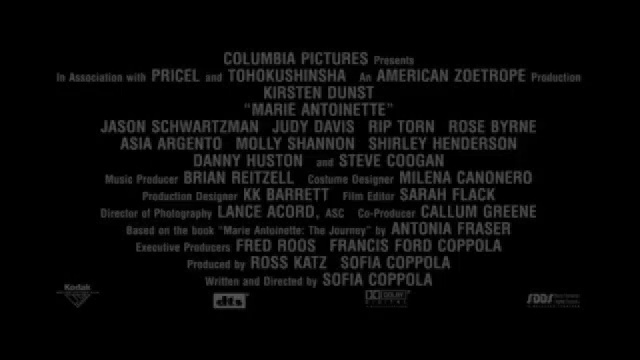 COLUMBIA PICTURES Presents
In Association with PRICEL and TOHOKUSHINSHA An AMERICAN ZOETROPE Production
KIRSTEN DUNST
"MARIE ANTOINETTE"
JASON SCHWARTZMAN JUDY DAVIS RIP TORN ROSE BYRNE
ASIA ARGENTO MOLLY SHANNON SHIRLEY HENDERSON
DANNY HUSTON and STEVE COOGAN
Music Producer BRIAN REITZELL Costume Designer MILENA CANONERO
Production Designer KK BARRETT Film Editor SARAH FLACK
Director of Photography LANCE ACORD, ASC Co-Producer CALLUM GREENE
Based on the book "Marie Antoinette: The Journey" by ANTONIA FRASER
Executive Producers FRED ROOS FRANCIS FORD COPPOLA
Produced by ROSS KATZ SOFIA COPPOLA
Written and Directed by SOFIA COPPOLA
Kodak dts DOLBY DIGITAL SDDS